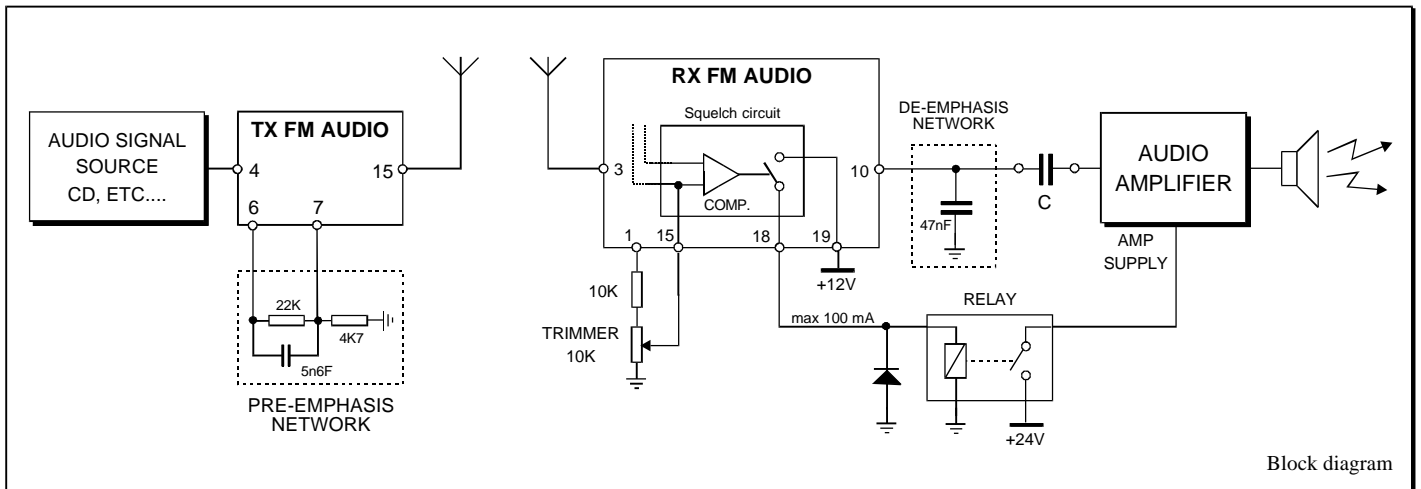 AUDIO SIGNAL
SOURCE
CD, ETC....
TX FM AUDIO
4
15
6
7
22K
4K7
5n6F
PRE-EMPHASIS
NETWORK
RX FM AUDIO
Squelch circuit
COMP.
3
10
1
15
18
19
+12V
10K
TRIMMER
10K
max 100 mA
DE-EMPHASIS
NETWORK
47nF
C
AUDIO
AMPLIFIER
AMP
SUPPLY
RELAY
+24V
Block diagram